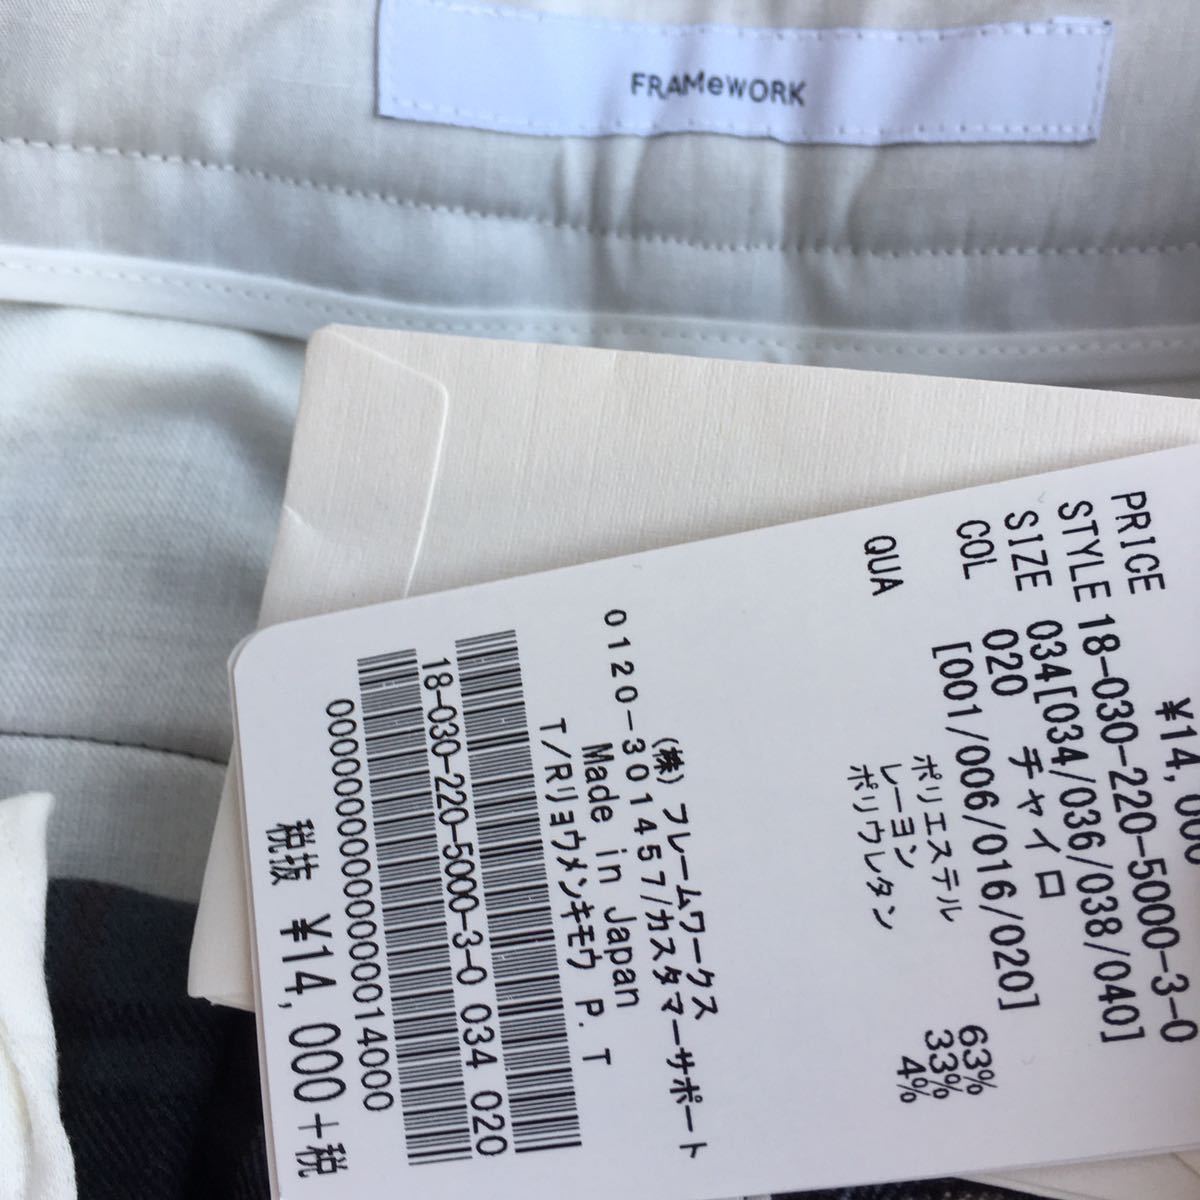 FRAMeWORK
PRICE ¥14,000
STYLE 18-030-220-5000-3-0
SIZE 034[034/036/038/040]
COL 020 チャイロ
[001/006/016/020]
QUA ポリエステル 63%
レーヨン 33%
ポリウレタン 4%
(株)フレームワークス
0120-301457/カスタマーサポート
Made in Japan
T/Rリョウメンキモウ P.T
18-030-220-5000-3-0 034 020
税抜 ¥14,000+税